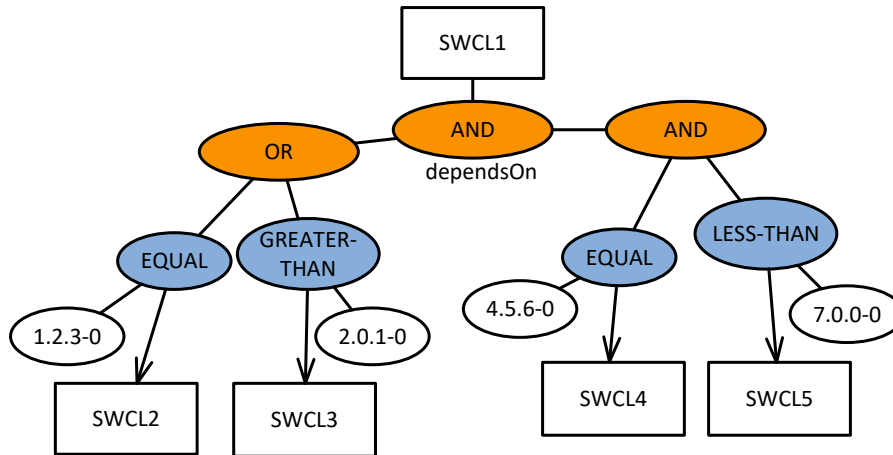 SWCL1
AND
AND
OR
dependsOn
GREATER-
THAN
LESS-THAN
EQUAL
EQUAL
4.5.6-0
7.0.0-0
1.2.3-0
2.0.1-0
SWCL4
SWCL5
SWCL2
SWCL3